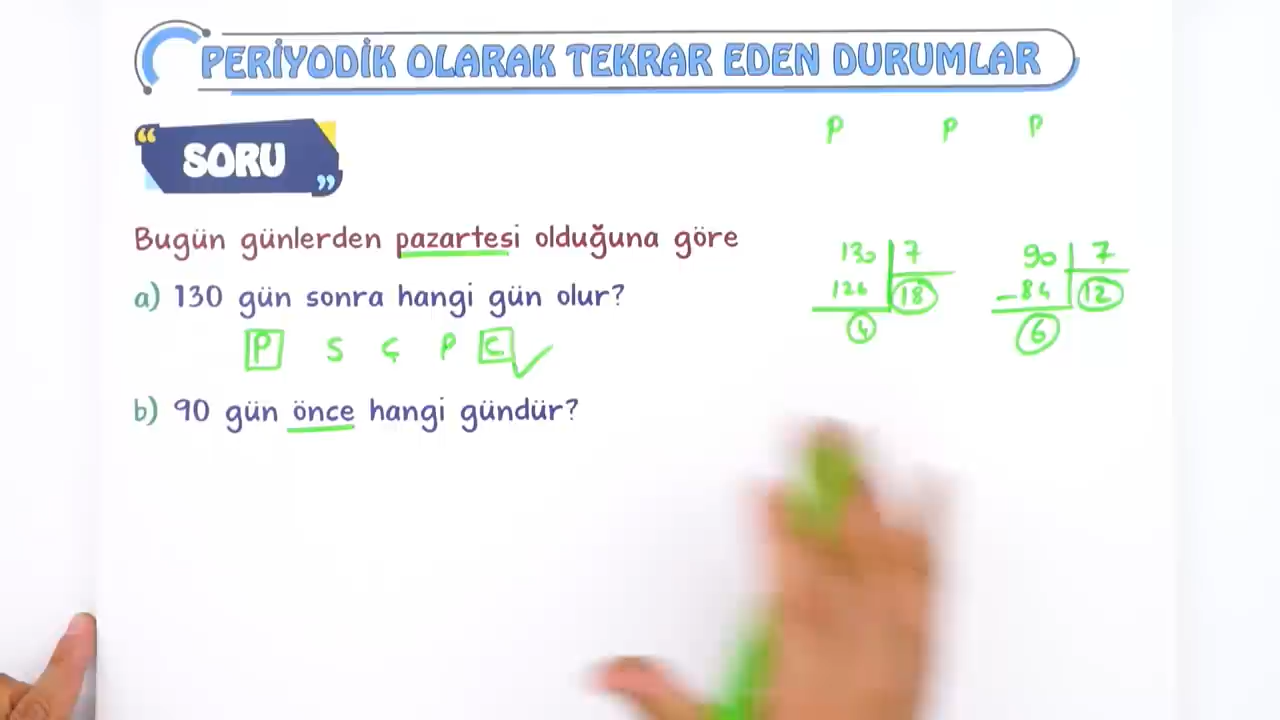 PERİYODİK OLARAK TEKRAR EDEN DURUMLAR
P P P
“ SORU ”
Bugün günlerden pazartesi olduğuna göre
a) 130 gün sonra hangi gün olur?
P S Ç P C
b) 90 gün önce hangi gündür?
130 7
126 18
4
90 7
-84 12
6